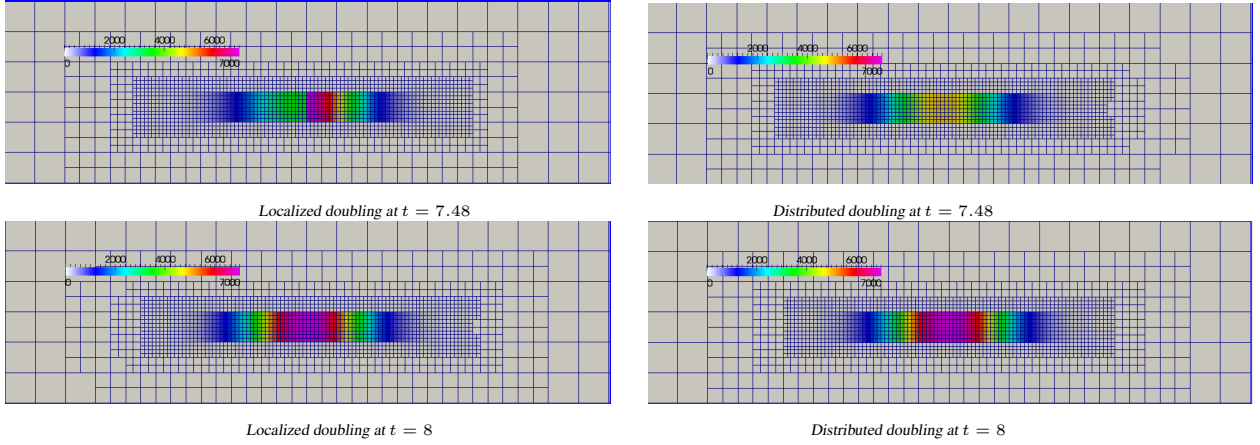 2000 4000 6000
0 7000
2000 4000 6000
0 7000
Localized doubling at t = 7.48
Distributed doubling at t = 7.48
2000 4000 6000
0 7000
2000 4000 6000
0 7000
Localized doubling at t = 8
Distributed doubling at t = 8